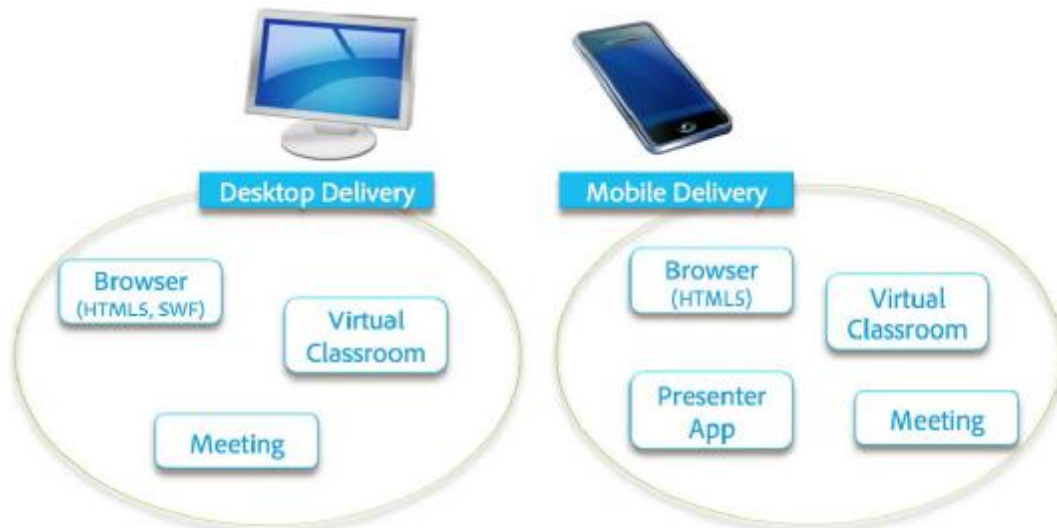 Desktop Delivery
Mobile Delivery
Browser
(HTML5, SWF)
Virtual
Classroom
Meeting
Browser
(HTML5)
Virtual
Classroom
Presenter
App
Meeting